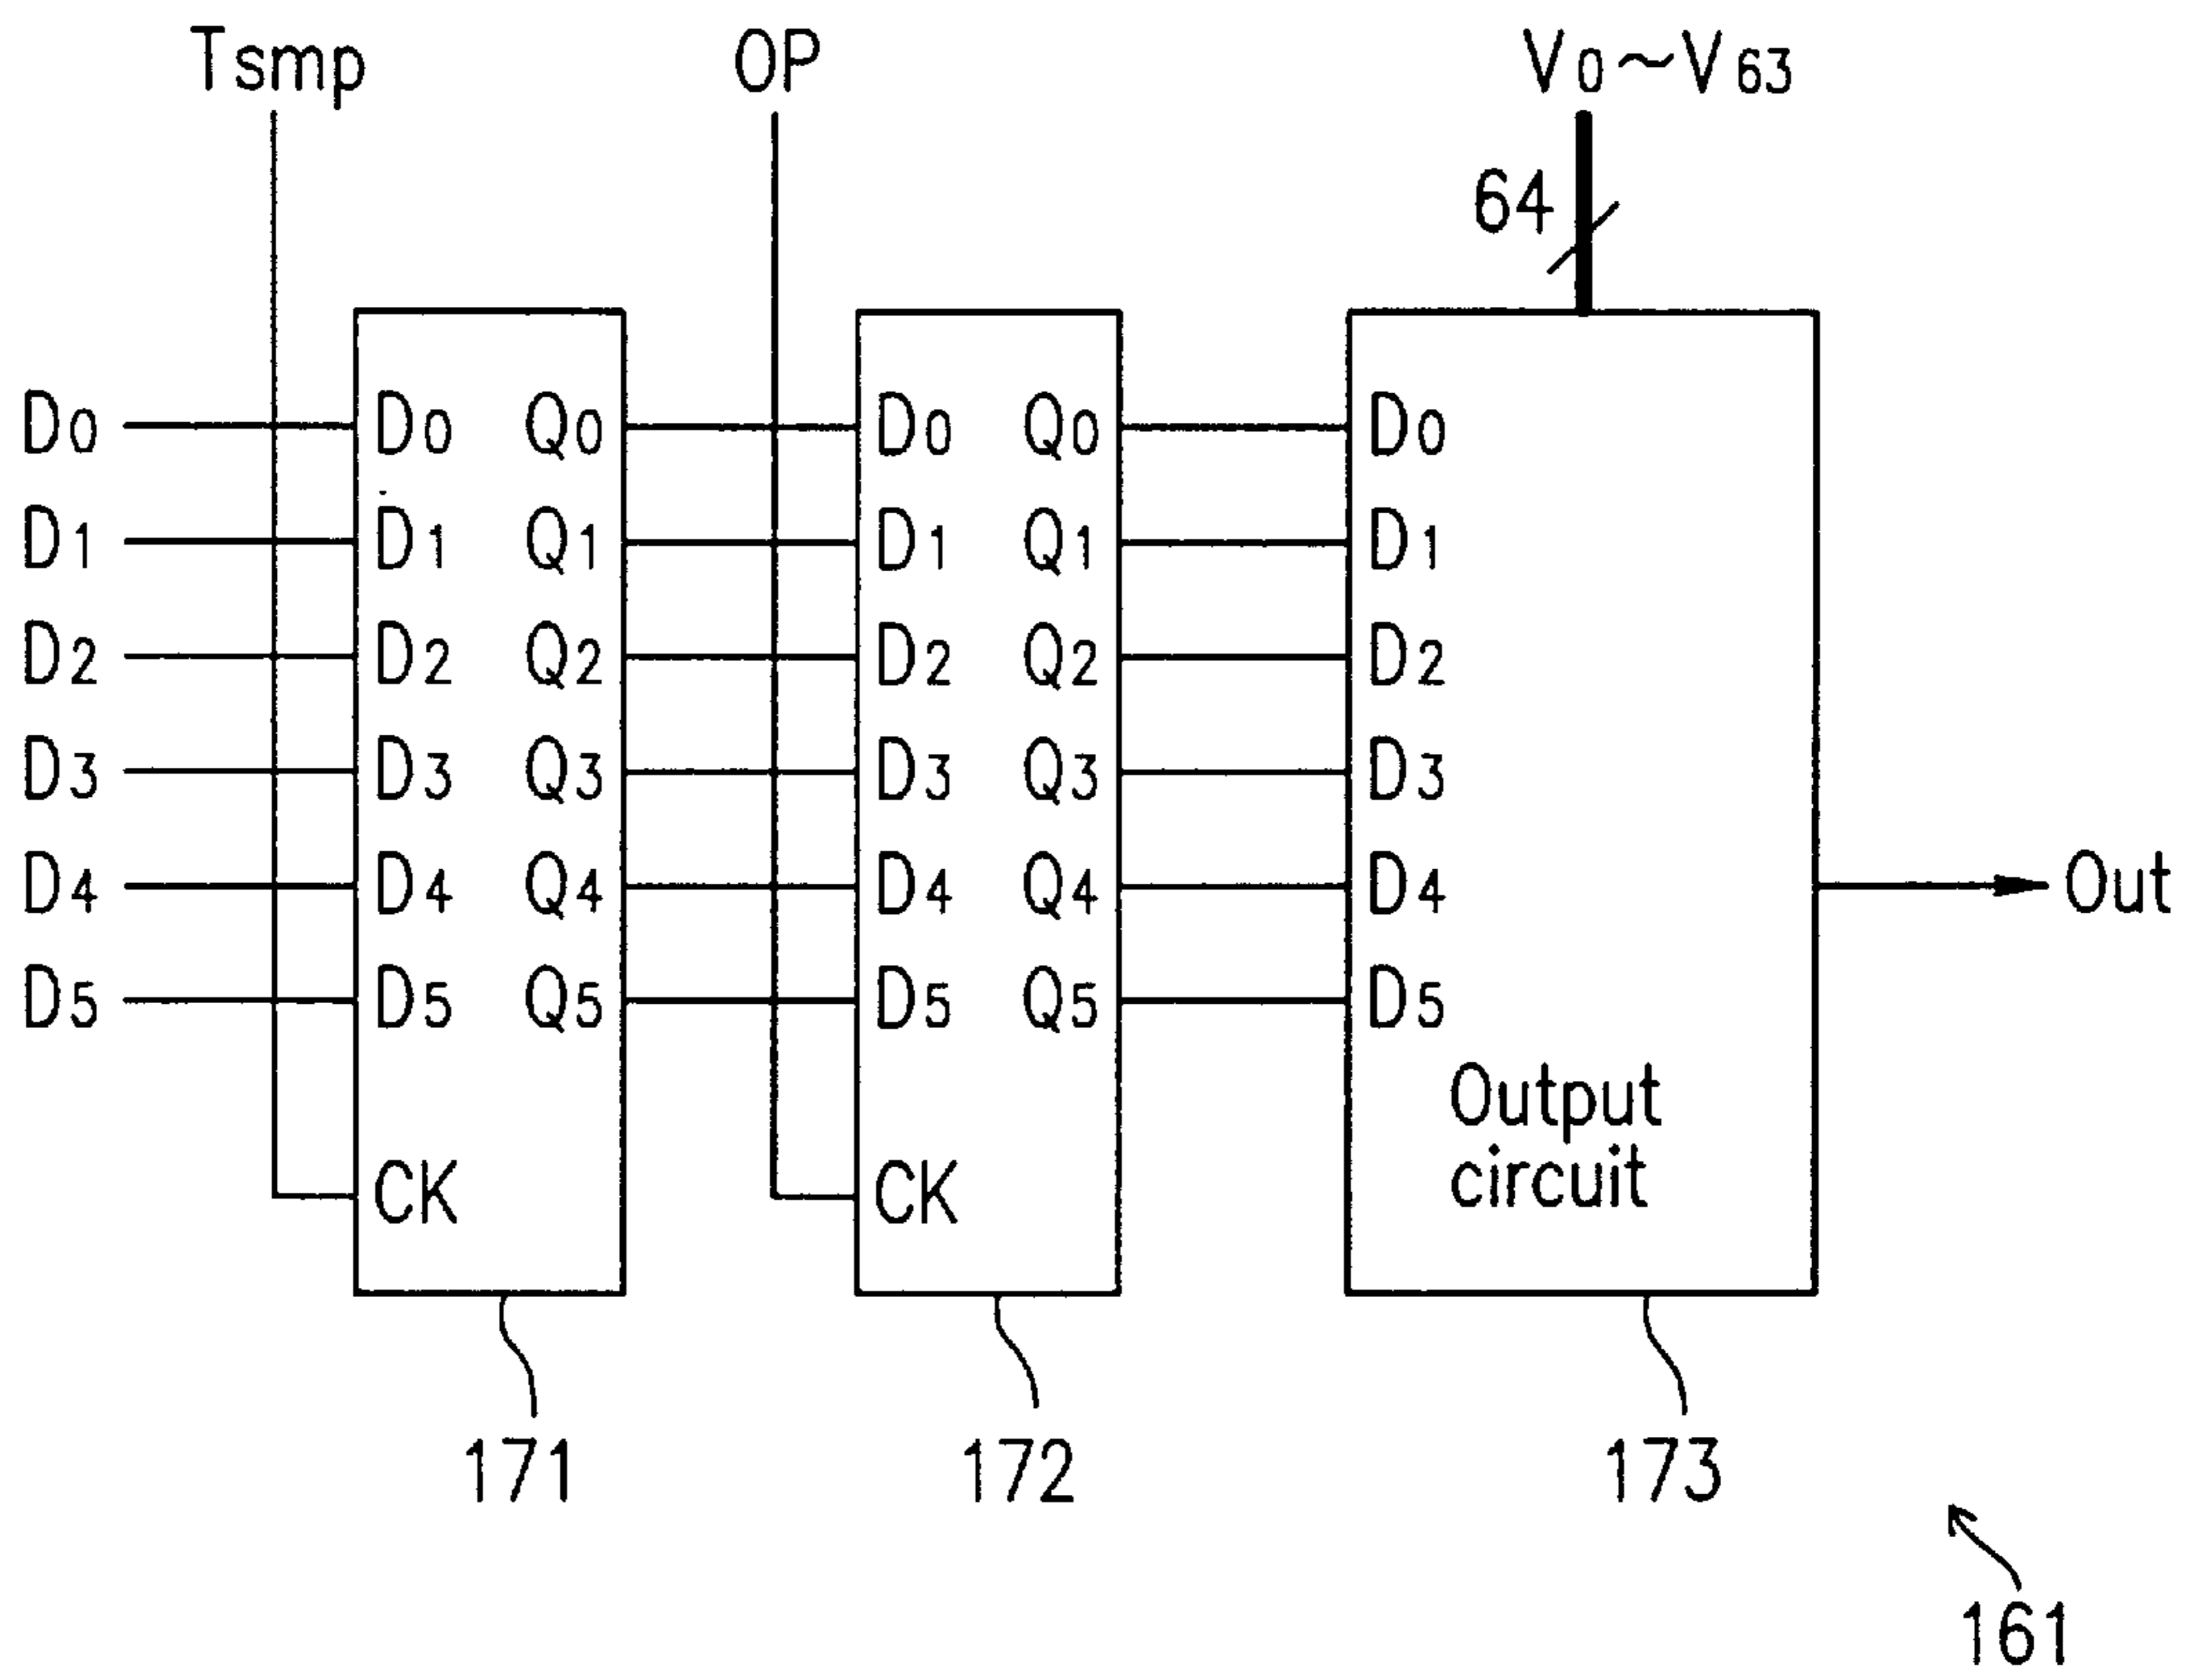 Tsmp OP V0~V63
64
D0 D0 Q0 D0 Q0 D0
D1 D1 Q1 D1 Q1 D1
D2 D2 Q2 D2 Q2 D2
D3 D3 Q3 D3 Q3 D3
D4 D4 Q4 D4 Q4 D4 Out
D5 D5 Q5 D5 Q5 D5
Output
circuit
CK CK
171 172 173
161